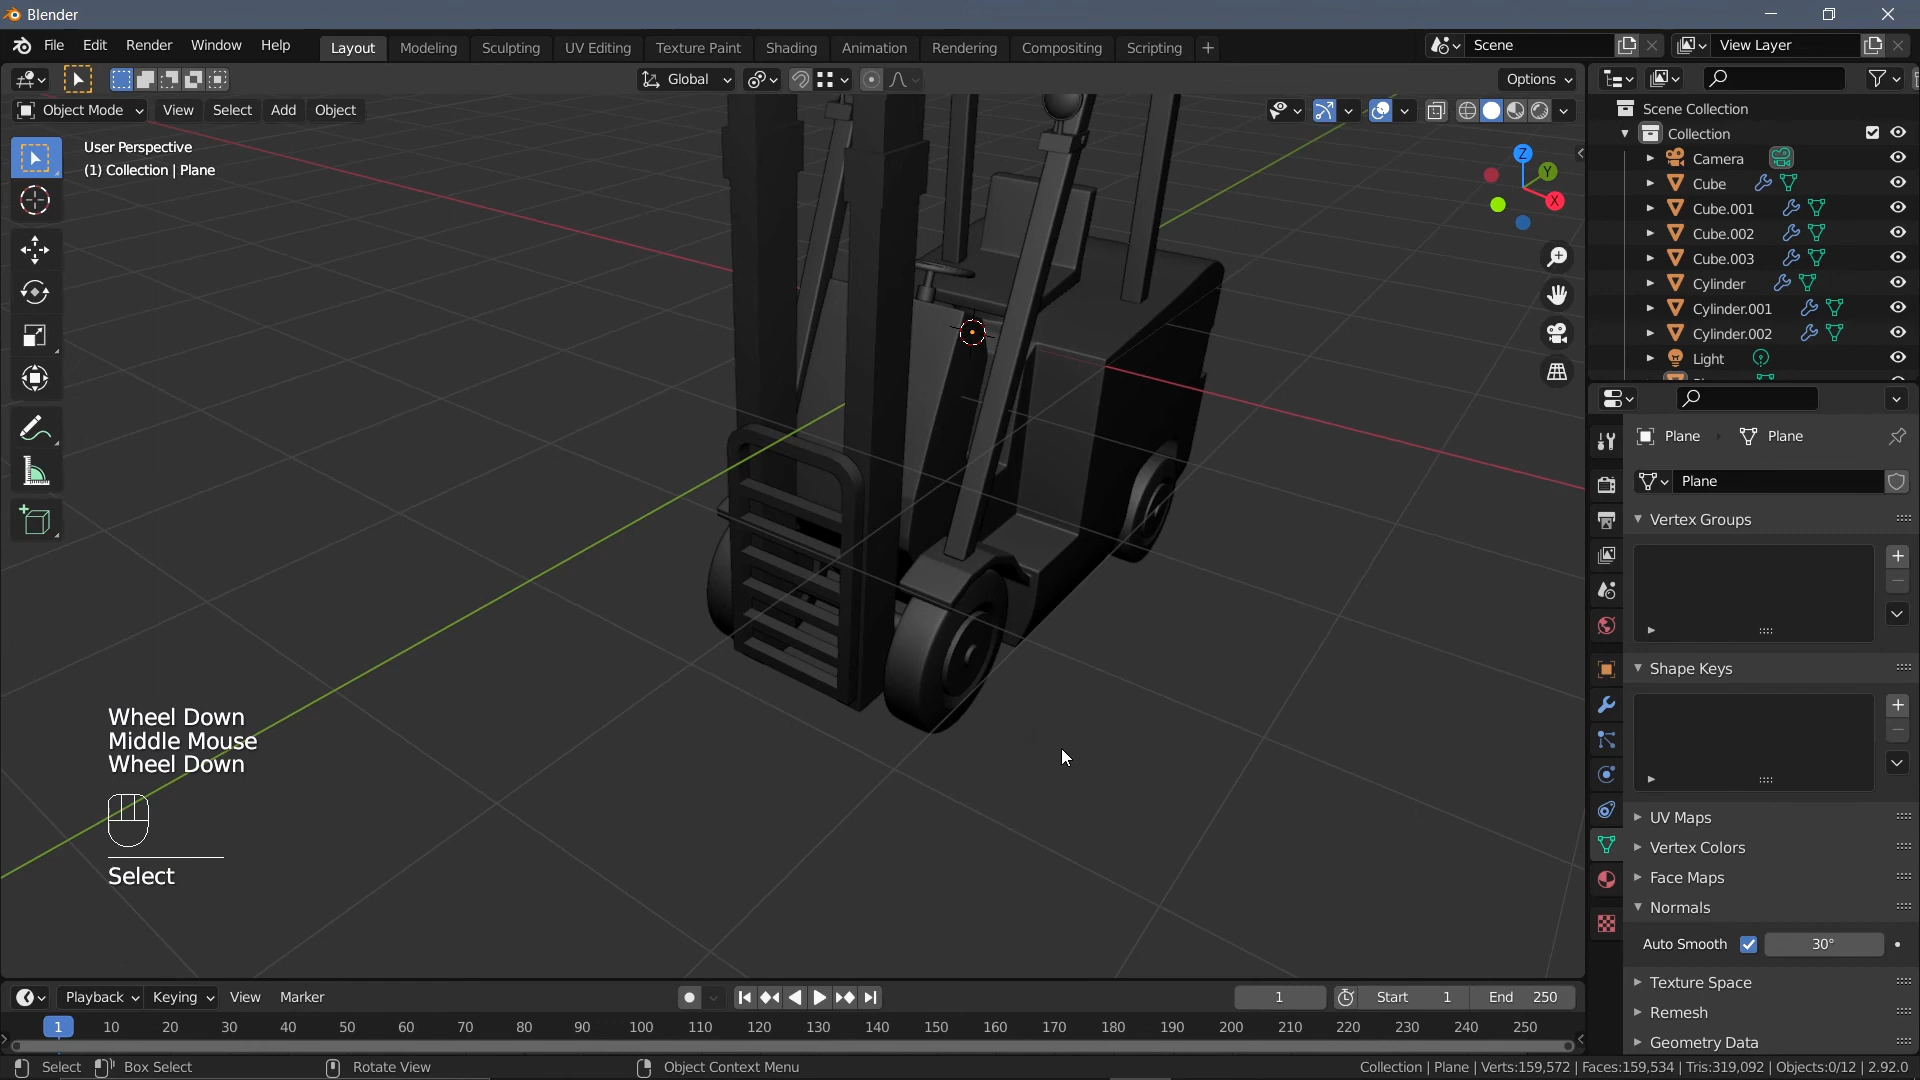 Blender
File Edit Render Window Help Layout Modeling Sculpting UV Editing Texture Paint Shading Animation Rendering Compositing Scripting + Scene View Layer
Global Options
Object Mode View Select Add Object
User Perspective
(1) Collection | Plane
Z
Y
X
Scene Collection
Collection
Camera
Cube
Cube.001
Cube.002
Cube.003
Cylinder
Cylinder.001
Cylinder.002
Light
Plane Plane
Plane
Vertex Groups
Shape Keys
UV Maps
Vertex Colors
Face Maps
Normals
Auto Smooth 30°
Texture Space
Remesh
Geometry Data
Wheel Down
Middle Mouse
Wheel Down
Select
Playback Keying View Marker 1 Start 1 End 250
1 10 20 30 40 50 60 70 80 90 100 110 120 130 140 150 160 170 180 190 200 210 220 230 240 250
Select Box Select Rotate View Object Context Menu Collection | Plane | Verts:159,572 | Faces:159,534 | Tris:319,092 | Objects:0/12 | 2.92.0